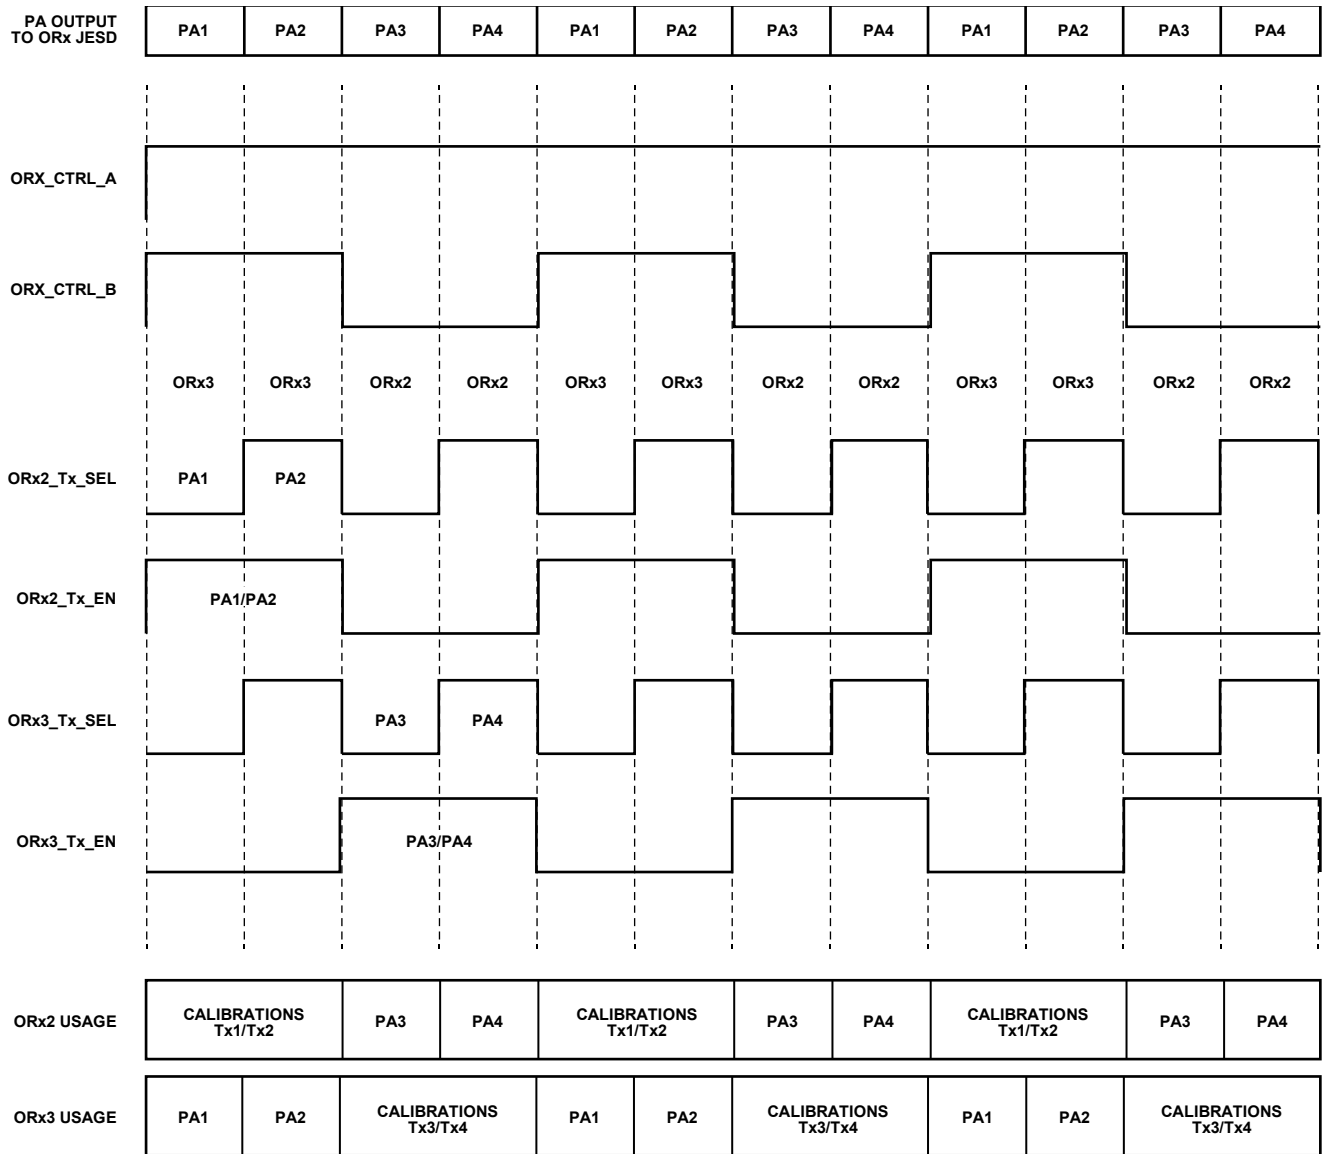 PA OUTPUT
TO ORx JESD
PA1 PA2 PA3 PA4 PA1 PA2 PA3 PA4 PA1 PA2 PA3 PA4
ORX_CTRL_A
ORX_CTRL_B
ORx3 ORx3 ORx2 ORx2 ORx3 ORx3 ORx2 ORx2 ORx3 ORx3 ORx2 ORx2
ORx2_Tx_SEL PA1 PA2
ORx2_Tx_EN PA1/PA2
ORx3_Tx_SEL PA3 PA4
ORx3_Tx_EN PA3/PA4
ORx2 USAGE
CALIBRATIONS
Tx1/Tx2
PA3 PA4
CALIBRATIONS
Tx1/Tx2
PA3 PA4
CALIBRATIONS
Tx1/Tx2
PA3 PA4
ORx3 USAGE
PA1 PA2
CALIBRATIONS
Tx3/Tx4
PA1 PA2
CALIBRATIONS
Tx3/Tx4
PA1 PA2
CALIBRATIONS
Tx3/Tx4